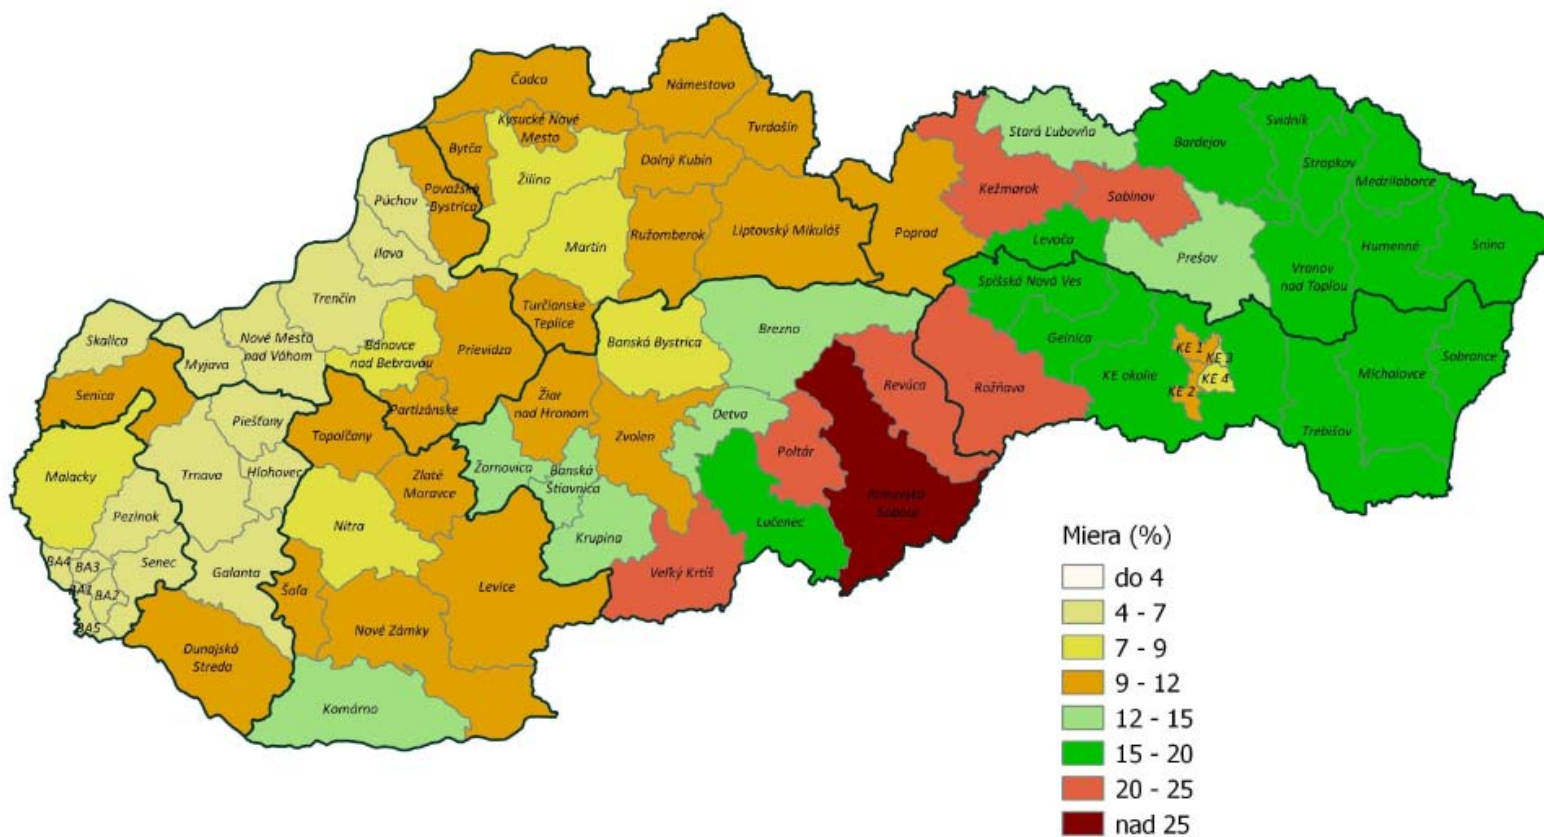 Čadca
Námestovo
Kysucké Nové
Mesto
Tvrdošín
Bytča
Dolný Kubín
Žilina
Považská
Bystrica
Púchov
Ilava
Martin
Ružomberok
Liptovský Mikuláš
Poprad
Stará Ľubovňa
Kežmarok
Sabinov
Levoča
Prešov
Bardejov
Svidník
Stropkov
Medzilaborce
Humenné
Snina
Vranov
nad Topľou
Spišská Nová Ves
Gelnica
KE okolie
KE 1
KE 3
KE 4
KE 2
Michalovce
Sobrance
Trebišov
Rožňava
Revúca
Rimavská
Sobota
Poltár
Lučenec
Detva
Brezno
Banská Bystrica
Turčianske
Teplice
Prievidza
Trenčín
Bánovce
nad Bebravou
Nové Mesto
nad Váhom
Myjava
Skalica
Senica
Partizánske
Žiar
nad Hronom
Zvolen
Žarnovica
Banská
Štiavnica
Krupina
Veľký Krtíš
Topoľčany
Zlaté
Moravce
Piešťany
Trnava
Hlohovec
Malacky
Pezinok
Senec
Nitra
Galanta
Šaľa
Levice
Nové Zámky
BA4
BA3
BA1
BA2
BA5
Dunajská
Streda
Komárno
Miera (%)
do 4
4 - 7
7 - 9
9 - 12
12 - 15
15 - 20
20 - 25
nad 25